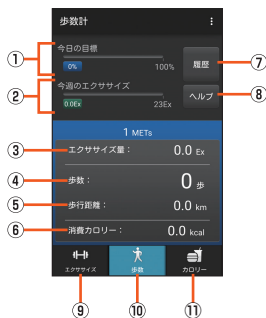 歩数計
① 今日の目標
0% 100%
履歴 ⑦
② 今週のエクササイズ
0.0Ex 23Ex
ヘルプ ⑧
1 METs
③ エクササイズ量： 0.0 Ex
④ 歩数： 0 歩
⑤ 歩行距離： 0.0 km
⑥ 消費カロリー： 0.0 kcal
エクササイズ 歩数 カロリー
⑨ ⑩ ⑪